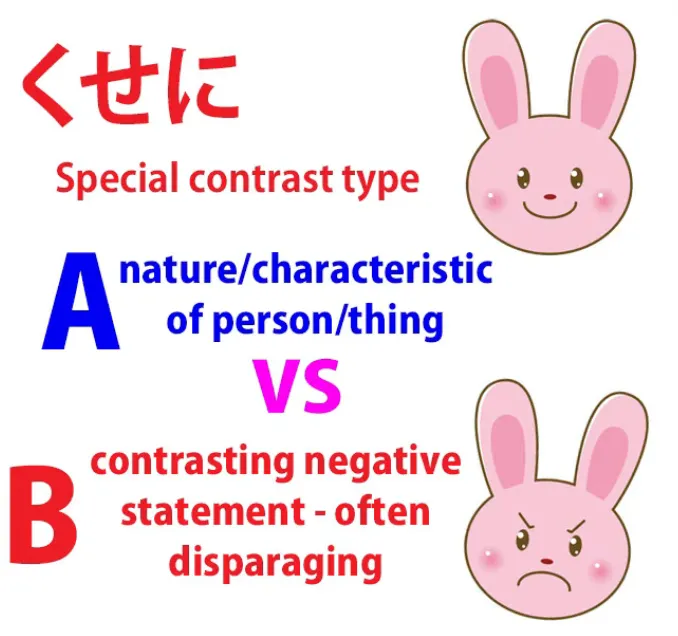 くせに
Special contrast type
A nature/characteristic
of person/thing
VS
contrasting negative
B statement - often
disparaging